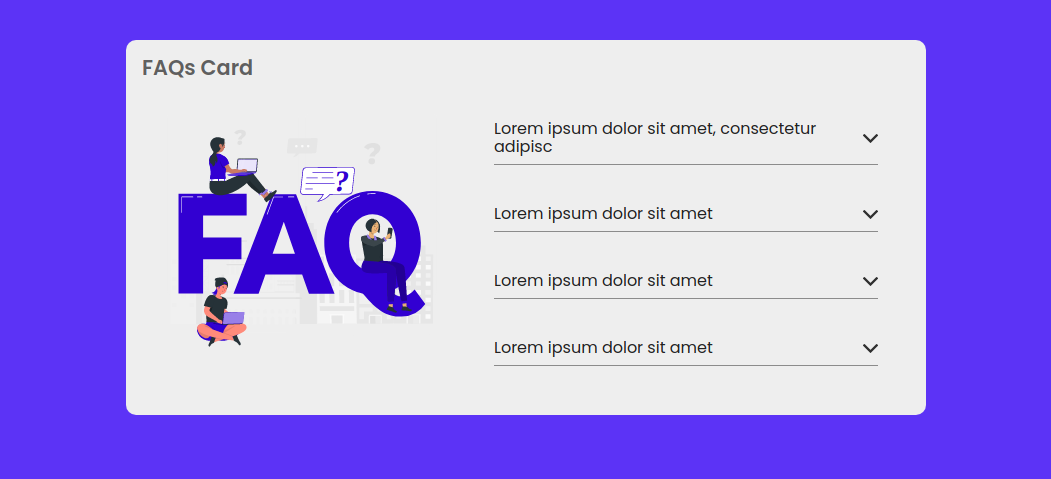 FAQs Card
?
?
?
FAQ
Lorem ipsum dolor sit amet, consectetur
adipisc
Lorem ipsum dolor sit amet
Lorem ipsum dolor sit amet
Lorem ipsum dolor sit amet